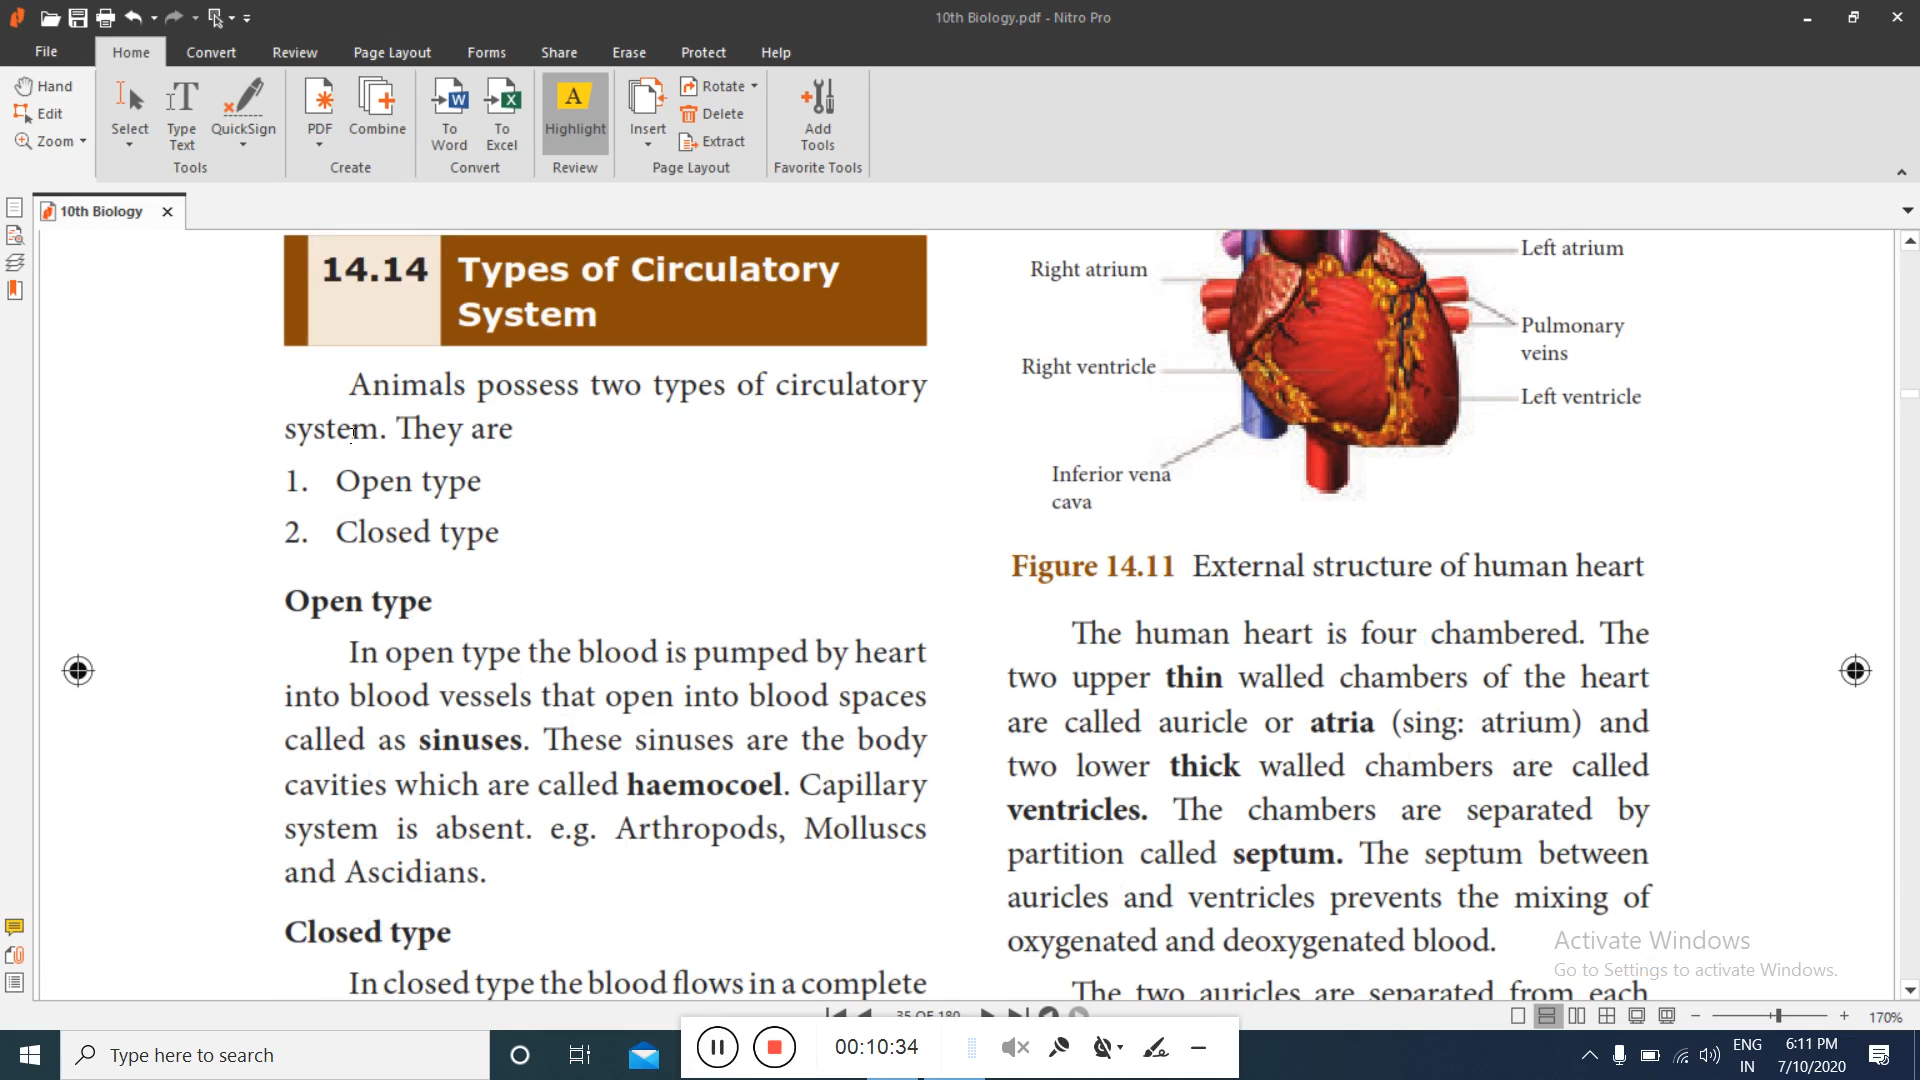 10th Biology.pdf - Nitro Pro
File Home Convert Review Page Layout Forms Share Erase Protect Help
Hand
Edit
Zoom
Select
Type
Text
QuickSign
Tools
PDF
Combine
Create
To
Word
To
Excel
Convert
A
Highlight
Review
Insert
Rotate
Delete
Extract
Page Layout
Add
Tools
Favorite Tools
10th Biology
14.14 Types of Circulatory
System
Animals possess two types of circulatory
system. They are
1. Open type
2. Closed type
Open type
In open type the blood is pumped by heart
into blood vessels that open into blood spaces
called as sinuses. These sinuses are the body
cavities which are called haemocoel. Capillary
system is absent. e.g. Arthropods, Molluscs
and Ascidians.
Closed type
In closed type the blood flows in a complete
Right atrium
Left atrium
Pulmonary
veins
Right ventricle
Left ventricle
Inferior vena
cava
Figure 14.11 External structure of human heart
The human heart is four chambered. The
two upper thin walled chambers of the heart
are called auricle or atria (sing: atrium) and
two lower thick walled chambers are called
ventricles. The chambers are separated by
partition called septum. The septum between
auricles and ventricles prevents the mixing of
oxygenated and deoxygenated blood.
The two auricles are separated from each
Activate Windows
Go to Settings to activate Windows.
35 OF 180
170%
Type here to search
00:10:34
ENG
IN
6:11 PM
7/10/2020